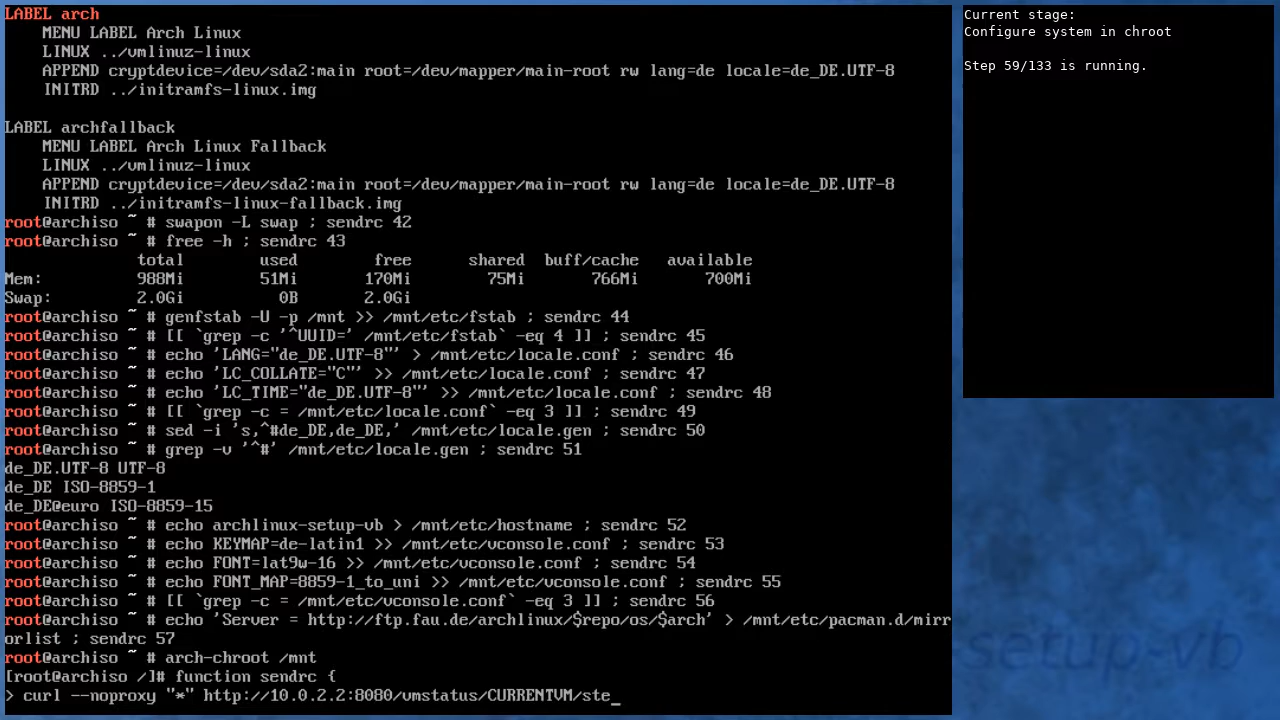 LABEL arch
    MENU LABEL Arch Linux
    LINUX ../vmlinuz-linux
    APPEND cryptdevice=/dev/sda2:main root=/dev/mapper/main-root rw lang=de locale=de_DE.UTF-8
    INITRD ../initramfs-linux.img

LABEL archfallback
    MENU LABEL Arch Linux Fallback
    LINUX ../vmlinuz-linux
    APPEND cryptdevice=/dev/sda2:main root=/dev/mapper/main-root rw lang=de locale=de_DE.UTF-8
    INITRD ../initramfs-linux-fallback.img
root@archiso ~ # swapon -L swap ; sendrc 42
root@archiso ~ # free -h ; sendrc 43
              total        used        free      shared  buff/cache   available
Mem:          988Mi        51Mi       170Mi        75Mi       766Mi       700Mi
Swap:         2.0Gi          0B       2.0Gi
root@archiso ~ # genfstab -U -p /mnt >> /mnt/etc/fstab ; sendrc 44
root@archiso ~ # [[ `grep -c '^UUID=' /mnt/etc/fstab` -eq 4 ]] ; sendrc 45
root@archiso ~ # echo 'LANG="de_DE.UTF-8"' > /mnt/etc/locale.conf ; sendrc 46
root@archiso ~ # echo 'LC_COLLATE="C"' >> /mnt/etc/locale.conf ; sendrc 47
root@archiso ~ # echo 'LC_TIME="de_DE.UTF-8"' >> /mnt/etc/locale.conf ; sendrc 48
root@archiso ~ # [[ `grep -c = /mnt/etc/locale.conf` -eq 3 ]] ; sendrc 49
root@archiso ~ # sed -i 's,^#de_DE,de_DE,' /mnt/etc/locale.gen ; sendrc 50
root@archiso ~ # grep -v '^#' /mnt/etc/locale.gen ; sendrc 51
de_DE.UTF-8 UTF-8
de_DE ISO-8859-1
de_DE@euro ISO-8859-15
root@archiso ~ # echo archlinux-setup-vb > /mnt/etc/hostname ; sendrc 52
root@archiso ~ # echo KEYMAP=de-latin1 >> /mnt/etc/vconsole.conf ; sendrc 53
root@archiso ~ # echo FONT=lat9w-16 >> /mnt/etc/vconsole.conf ; sendrc 54
root@archiso ~ # echo FONT_MAP=8859-1_to_uni >> /mnt/etc/vconsole.conf ; sendrc 55
root@archiso ~ # [[ `grep -c = /mnt/etc/vconsole.conf` -eq 3 ]] ; sendrc 56
root@archiso ~ # echo 'Server = http://ftp.fau.de/archlinux/$repo/os/$arch' > /mnt/etc/pacman.d/mirr
orlist ; sendrc 57
root@archiso ~ # arch-chroot /mnt
[root@archiso /]# function sendrc {
> curl --noproxy "*" http://10.0.2.2:8080/vmstatus/CURRENTVM/ste_
Current stage:
Configure system in chroot

Step 59/133 is running.
setup-vb